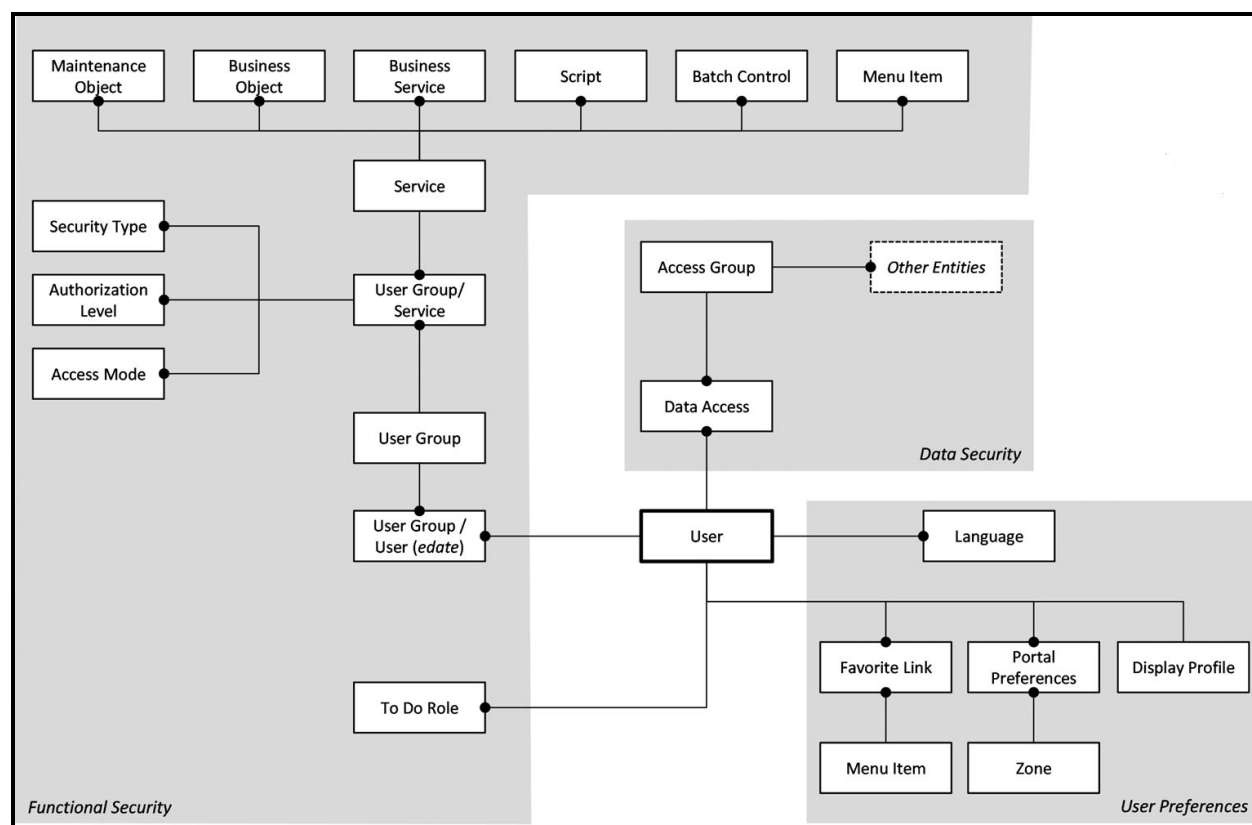 Maintenance
Object
Business
Object
Business
Service
Script
Batch Control
Menu Item
Service
Security Type
Authorization
Level
Access Mode
User Group/
Service
User Group
User Group /
User (edate)
To Do Role
Functional Security
Access Group
Other Entities
Data Access
Data Security
User
Language
Favorite Link
Portal
Preferences
Display Profile
Menu Item
Zone
User Preferences